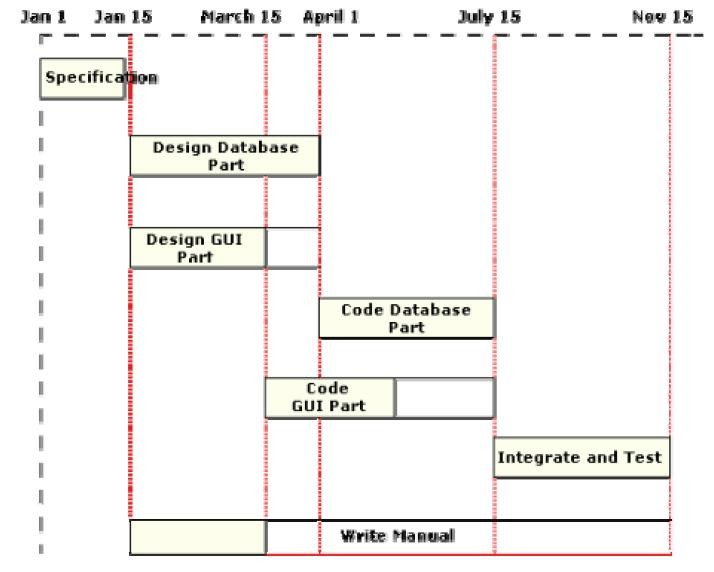 Jan 1 Jan 15 March 15 April 1 July 15 Nov 15
Specification
Design Database
Part
Design GUI
Part
Code Database
Part
Code
GUI Part
Integrate and Test
Write Manual